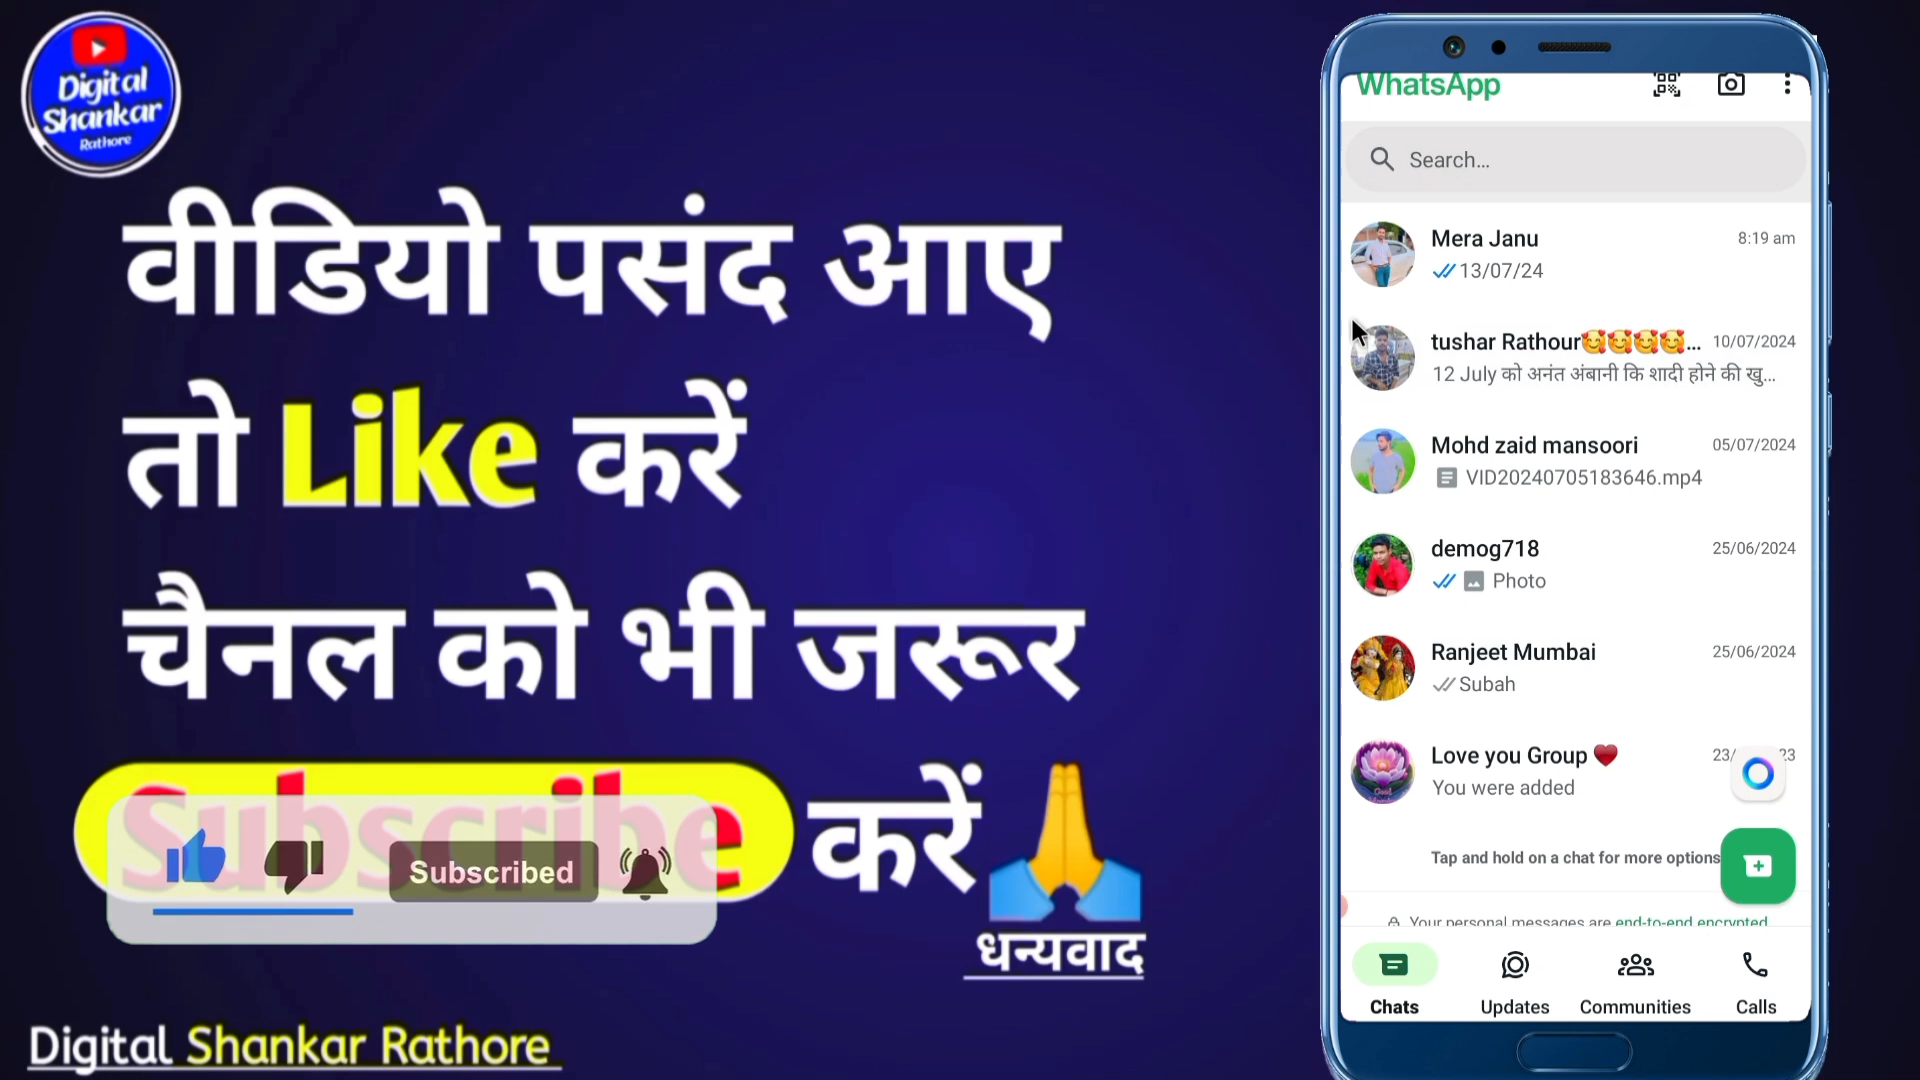 Digital
Shankar
Rathore
वीडियो पसंद आए
तो Like करें
चैनल को भी जरूर
Subscribe करें
Subscribed
धन्यवाद
Digital Shankar Rathore
WhatsApp
Search...
Mera Janu 8:19 am
13/07/24
tushar Rathour🥰🥰🥰🥰... 10/07/2024
12 July को अनंत अंबानी कि शादी होने की खु...
Mohd zaid mansoori 05/07/2024
VID20240705183646.mp4
demog718 25/06/2024
Photo
Ranjeet Mumbai 25/06/2024
Subah
Love you Group ❤️ 23/
You were added
Tap and hold on a chat for more options
Your personal messages are end-to-end encrypted
Chats Updates Communities Calls